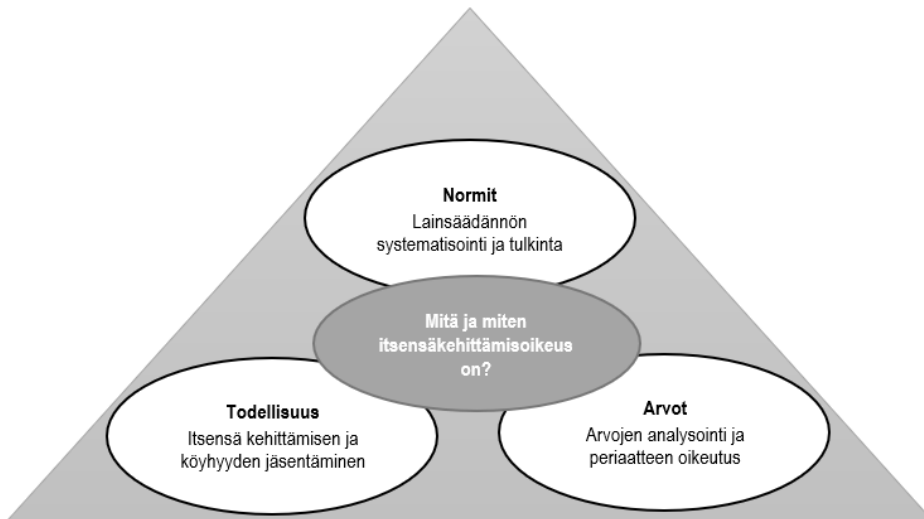 Normit
Lainsäädännön
systematisointi ja tulkinta
Mitä ja miten
itsensäkehittämisoikeus
on?
Todellisuus
Itsensä kehittämisen ja
köyhyyden jäsentäminen
Arvot
Arvojen analysointi ja
periaatteen oikeutus